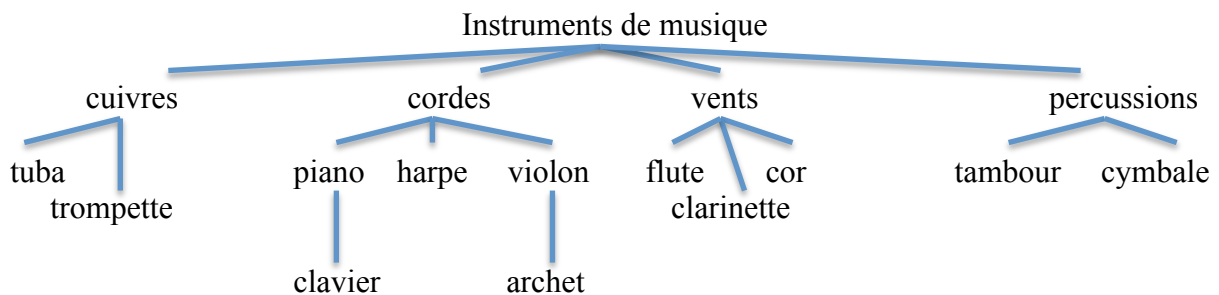 Instruments de musique
cuivres cordes vents percussions
tuba piano harpe violon flute cor tambour cymbale
trompette clarinette
clavier archet